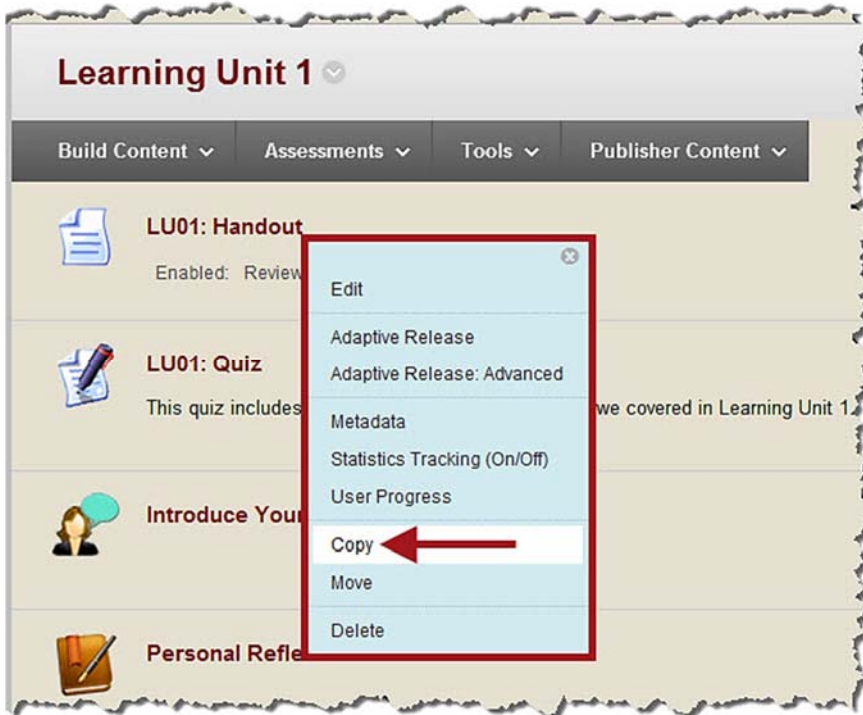 Learning Unit 1
Build Content Assessments Tools Publisher Content
LU01: Handout
Enabled: Review
Edit
Adaptive Release
Adaptive Release: Advanced
LU01: Quiz
This quiz includes we covered in Learning Unit 1.
Metadata
Statistics Tracking (On/Off)
User Progress
Introduce Your
Copy
Move
Delete
Personal Refle